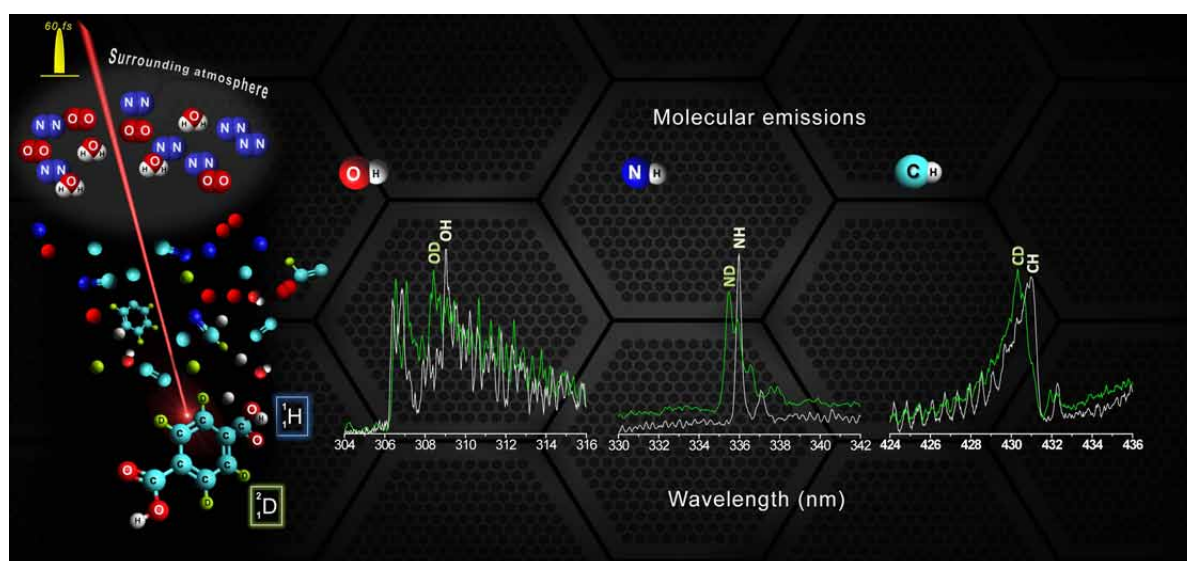 60 fs
Surrounding atmosphere
N N
O O
N N
O O
H H
O
N N
N N
O O
O
H H
N N
O
H H
N N
N N
N N
O
H H
O
H H
O O
Molecular emissions
O H
N H
C H
OD
OH
ND
NH
CD
CH
304 306 308 310 312 314 316
330 332 334 336 338 340 342
424 426 428 430 432 434 436
Wavelength (nm)
1
1H
2
1D
D
C
C
C
C
C
C
C
C
D
D
D
O
H
O
O
O
H